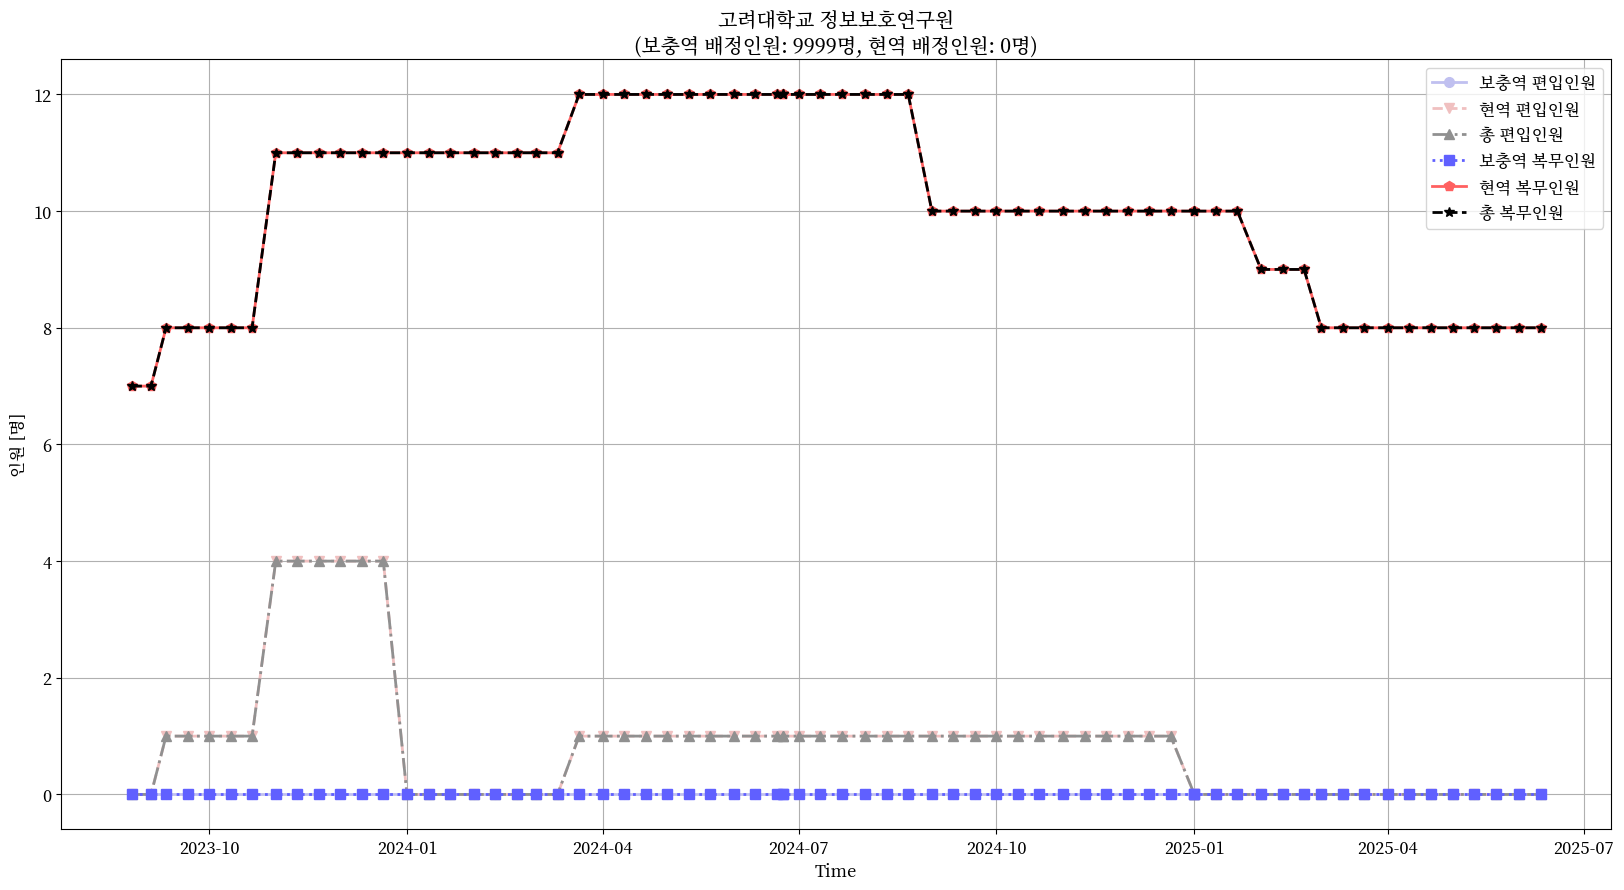 고려대학교 정보보호연구원
(보충역 배정인원: 9999명, 현역 배정인원: 0명)
보충역 편입인원
현역 편입인원
총 편입인원
보충역 복무인원
현역 복무인원
총 복무인원
인원 [명]
12
10
8
6
4
2
0
2023-10
2024-01
2024-04
2024-07
2024-10
2025-01
2025-04
2025-07
Time